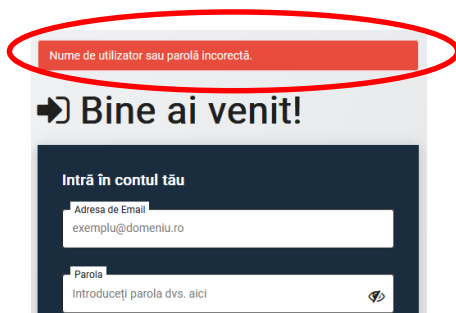 Nume de utilizator sau parolă incorectă.
Bine ai venit!
Intră în contul tău
Adresa de Email
exemplu@domeniu.ro
Parola
Introduceți parola dvs. aici